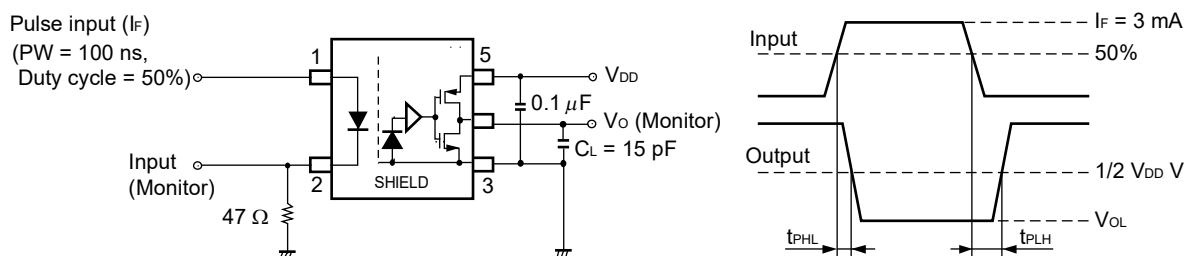 Pulse input (IF)
(PW = 100 ns,
Duty cycle = 50%)
1
5
VDD
0.1 μF
VO (Monitor)
CL = 15 pF
Input
(Monitor)
2
SHIELD
3
47 Ω
IF = 3 mA
Input
50%
Output
1/2 VDD V
VOL
tPHL
tPLH